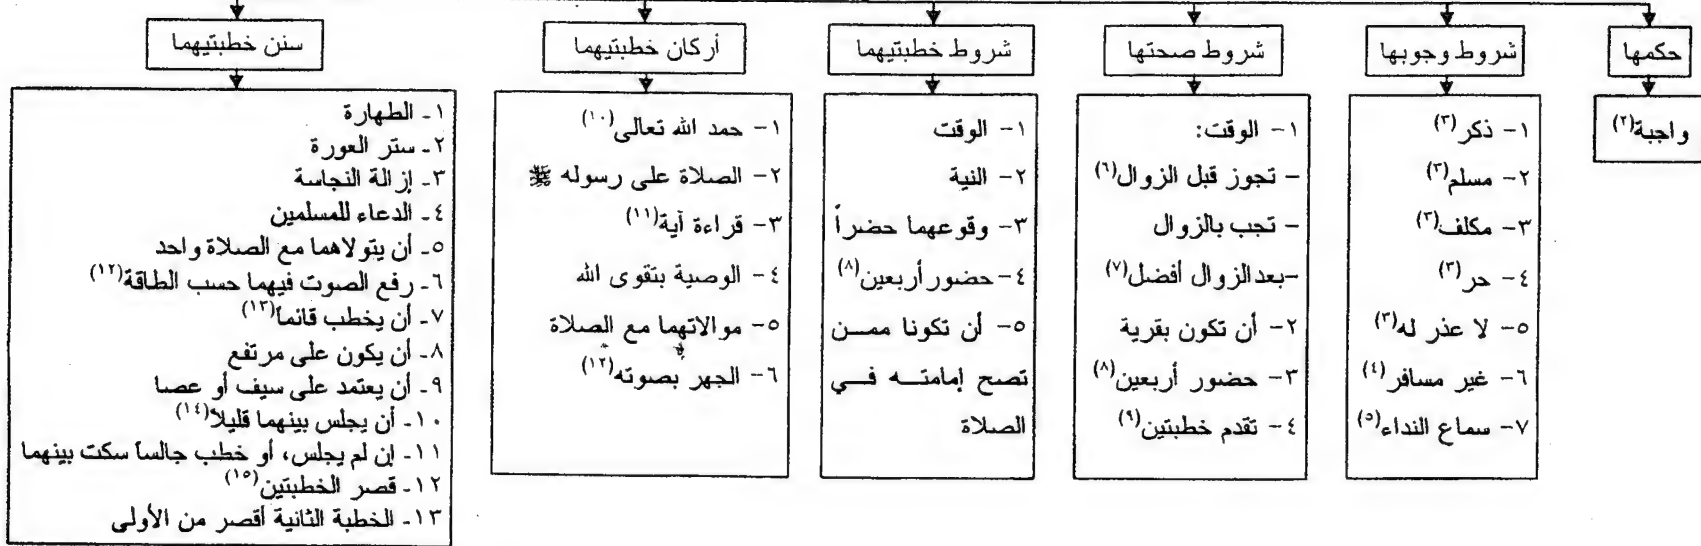 حكمها
واجبة(٢)
شروط وجوبها
١- ذكر(٣)
٢- مسلم(٣)
٣- مكلف(٣)
٤- حر(٣)
٥- لا عذر له(٣)
٦- غير مسافر(٤)
٧- سماع النداء(٥)
شروط صحتها
١- الوقت:
- تجوز قبل الزوال(٦)
- تجب بالزوال
-بعدالزوال أفضل(٧)
٢- أن تكون بقرية
٣- حضور أربعين(٨)
٤- تقدم خطبتين(٩)
شروط خطبتيهما
١- الوقت
٢- النية
٣- وقوعهما حضراً
٤-حضور أربعين(٨)
٥- أن تكونا ممن
تصح إمامته في
الصلاة
أركان خطبتيهما
١- حمد الله تعالى(١٠)
٢- الصلاة على رسوله ﷺ
٣- قراءة آية(١١)
٤- الوصية بتقوى الله
٥- موالاتهما مع الصلاة
٦- الجهر بصوته(١٢)
سنن خطبتيهما
١- الطهارة
٢- ستر العورة
٣- إزالة النجاسة
٤- الدعاء للمسلمين
٥- أن يتولاهما مع الصلاة واحد
٦- رفع الصوت فيهما حسب الطاقة(١٢)
٧- أن يخطب قائماً(١٣)
٨- أن يكون على مرتفع
٩- أن يعتمد على سيف أو عصا
١٠- أن يجلس بينهما قليلاً(١٤)
١١- إن لم يجلس، أو خطب جالساً سكت بينهما
١٢- قصر الخطبتين(١٥)
١٣- الخطبة الثانية أقصر من الأولى